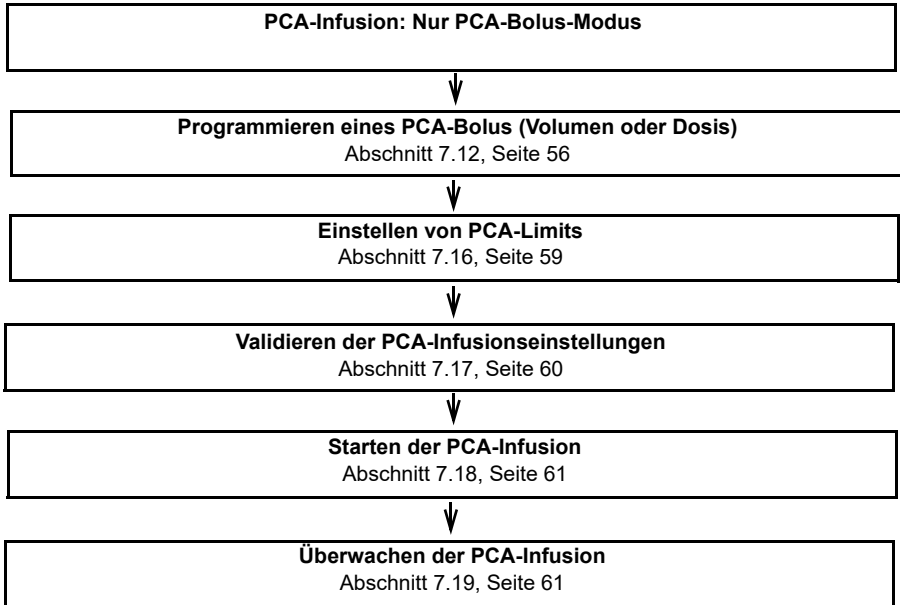 PCA-Infusion: Nur PCA-Bolus-Modus
Programmieren eines PCA-Bolus (Volumen oder Dosis)
Abschnitt 7.12, Seite 56
Einstellen von PCA-Limits
Abschnitt 7.16, Seite 59
Validieren der PCA-Infusionseinstellungen
Abschnitt 7.17, Seite 60
Starten der PCA-Infusion
Abschnitt 7.18, Seite 61
Überwachen der PCA-Infusion
Abschnitt 7.19, Seite 61